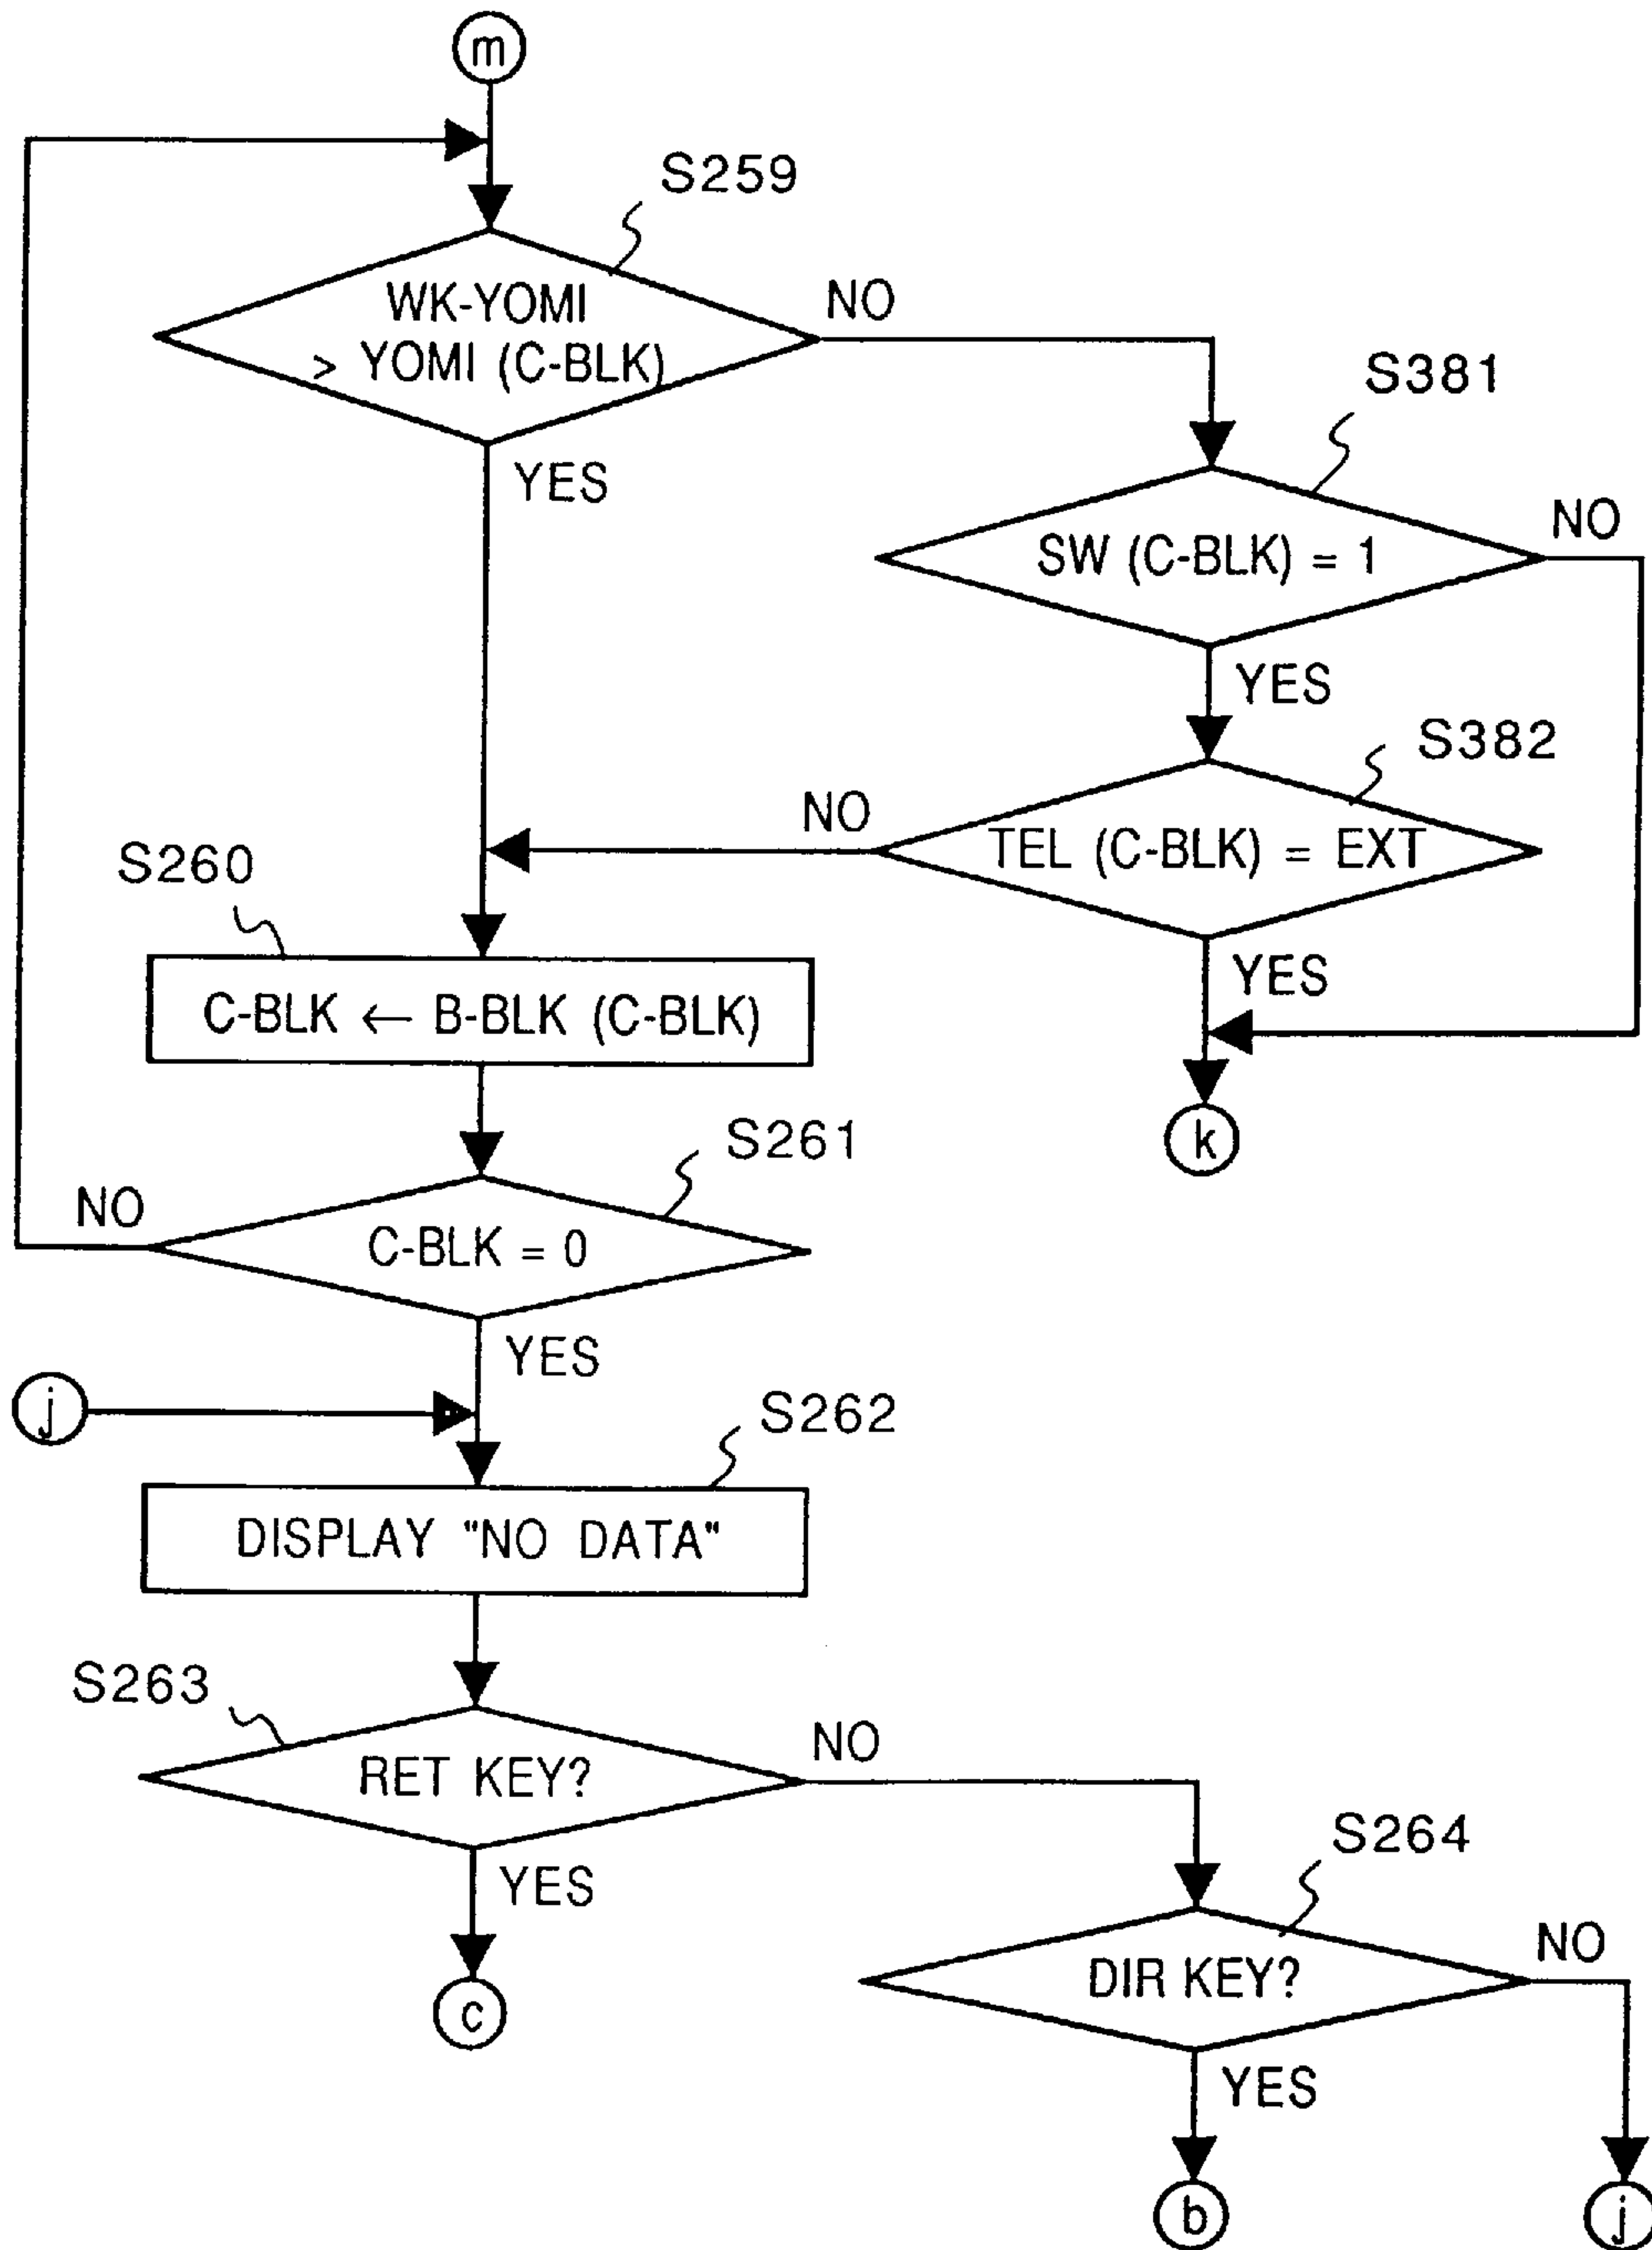 m
S259
WK-YOMI
> YOMI (C-BLK)
NO
YES
S381
SW (C-BLK) = 1
NO
YES
S382
TEL (C-BLK) = EXT
NO
YES
k
S260
C-BLK ← B-BLK (C-BLK)
S261
C-BLK = 0
NO
YES
j
S262
DISPLAY "NO DATA"
S263
RET KEY?
NO
YES
c
S264
DIR KEY?
NO
YES
b
j